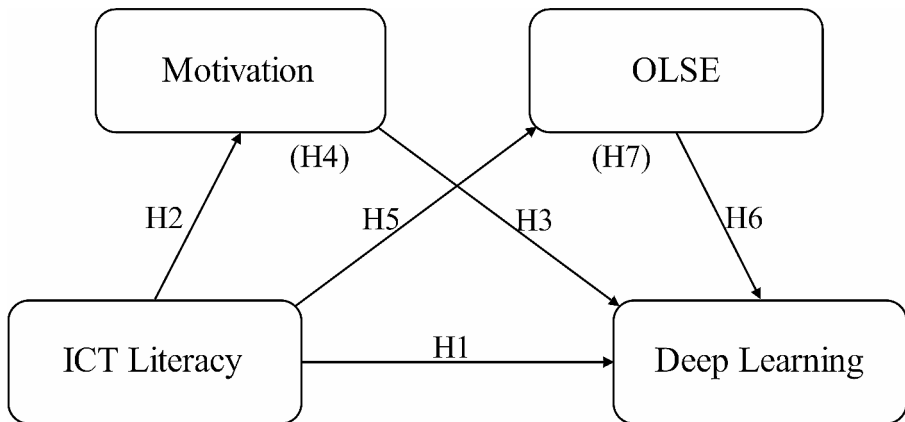 Motivation
OLSE
(H4)
(H7)
H2
H5
H3
H6
ICT Literacy
H1
Deep Learning